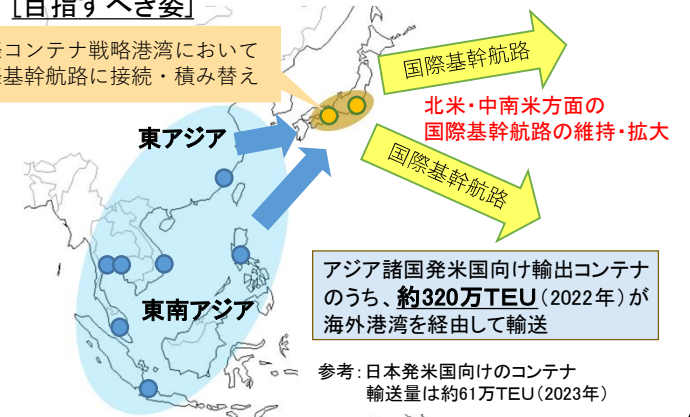 [目指すべき姿]
コンテナ戦略港湾において
基幹航路に接続・積み替え
国際基幹航路
北米・中南米方面の
国際基幹航路の維持・拡大
東アジア
国際基幹航路
アジア諸国発米国向け輸出コンテナ
のうち、約320万TEU(2022年)が
海外港湾を経由して輸送
東南アジア
参考:日本発米国向けのコンテナ
輸送量は約61万TEU(2023年)